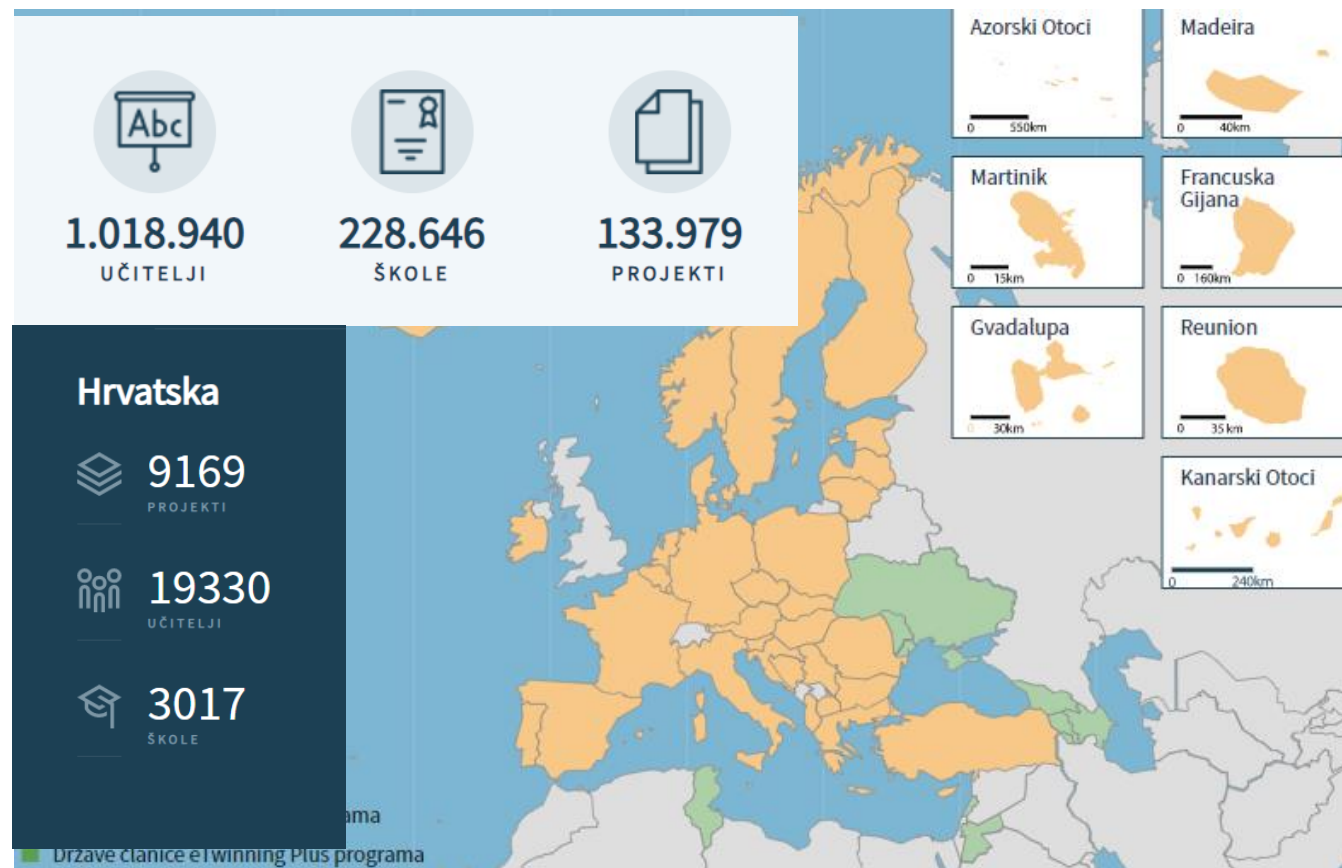 Abc
1.018.940
UČITELJI
228.646
ŠKOLE
133.979
PROJEKTI
Hrvatska
9169
PROJEKTI
19330
UČITELJI
3017
ŠKOLE
Azorski Otoci
0 550km
Madeira
0 40km
Martinik
0 15km
Francuska
Gijana
0 160km
Gvadalupa
0 30km
Reunion
0 35 km
Kanarski Otoci
0 240km
ama
Države članice eTwinning Plus programa